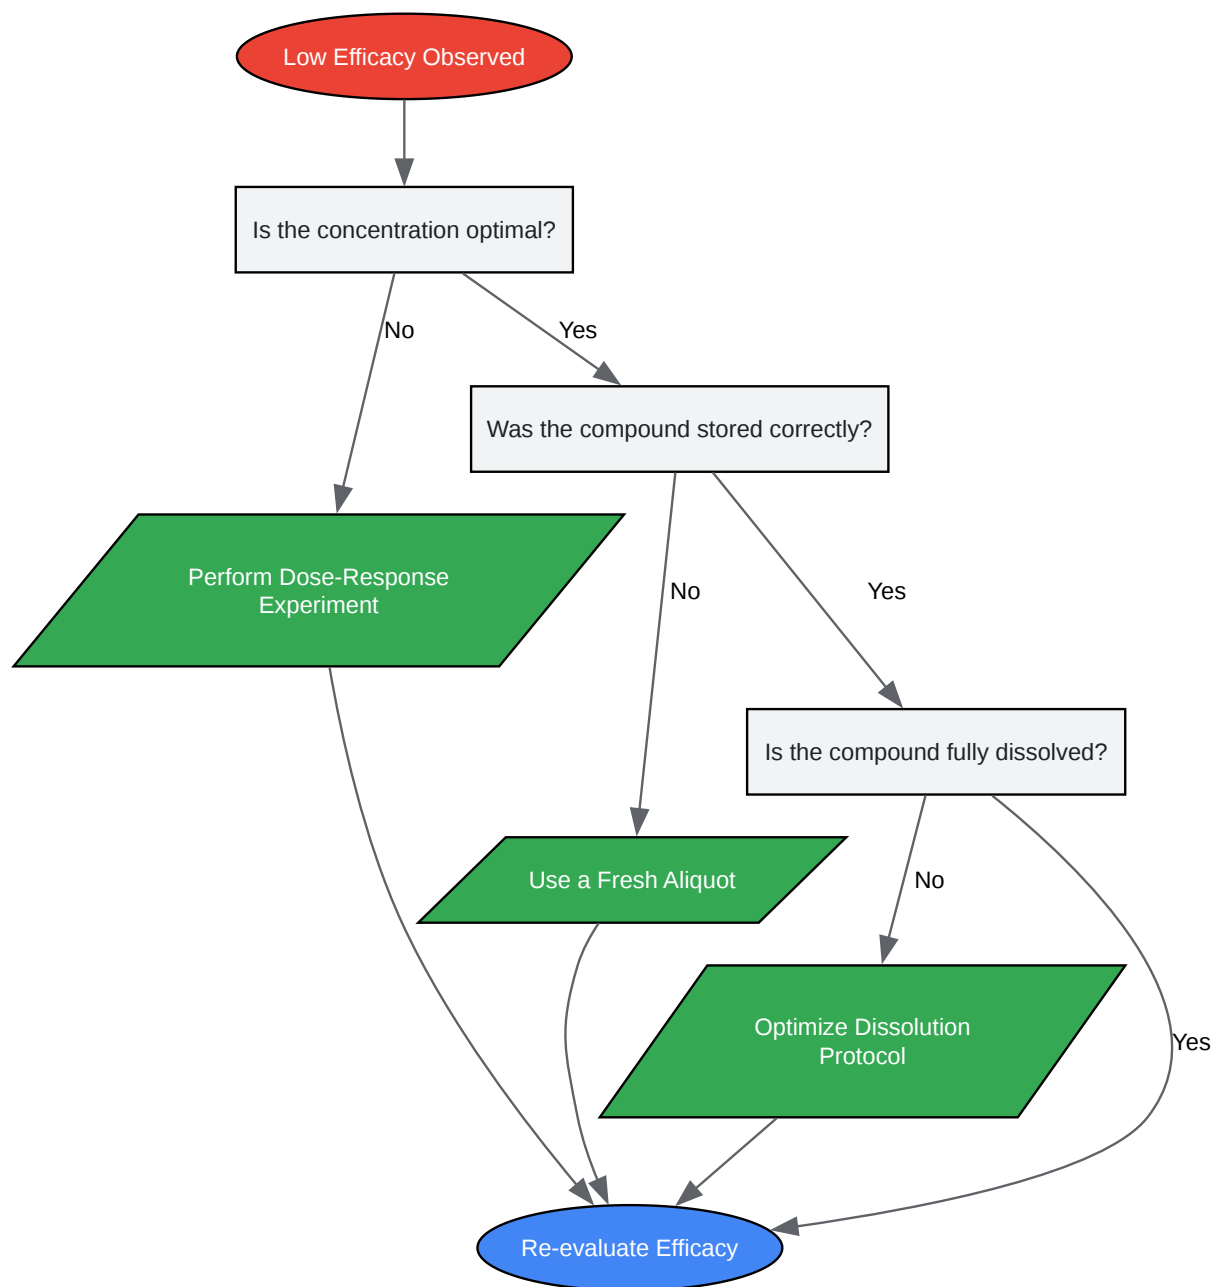 Low Efficacy Observed
Is the concentration optimal?
No
Yes
Was the compound stored correctly?
Perform Dose-Response
Experiment
No
Yes
Is the compound fully dissolved?
Use a Fresh Aliquot
No
Optimize Dissolution
Protocol
Yes
Re-evaluate Efficacy